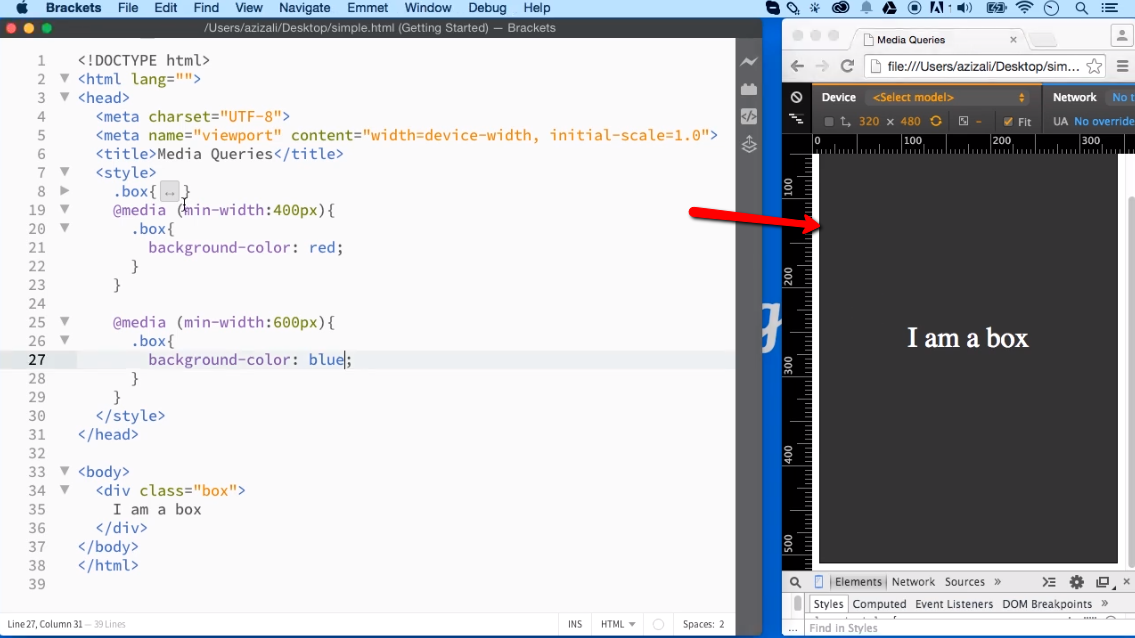 Brackets File Edit Find View Navigate Emmet Window Debug Help
/Users/azizali/Desktop/simple.html (Getting Started) — Brackets
1 <!DOCTYPE html>
2 <html lang="">
3 <head>
4 <meta charset="UTF-8">
5 <meta name="viewport" content="width=device-width, initial-scale=1.0">
6 <title>Media Queries</title>
7 <style>
8 .box{ ↔ }
19 @media (min-width:400px){
20 .box{
21 background-color: red;
22 }
23 }
24
25 @media (min-width:600px){
26 .box{
27 background-color: blue;
28 }
29 }
30 </style>
31 </head>
32
33 <body>
34 <div class="box">
35 I am a box
36 </div>
37 </body>
38 </html>
39
Line 27, Column 31 — 39 Lines
INS HTML Spaces: 2
Media Queries
file:///Users/azizali/Desktop/sim...
Device <Select model> Network No t
320 × 480 – Fit UA No override
0 100 200 300
100
200
300
400
500
I am a box
Elements Network Sources »
Styles Computed Event Listeners DOM Breakpoints »
... Find in Styles